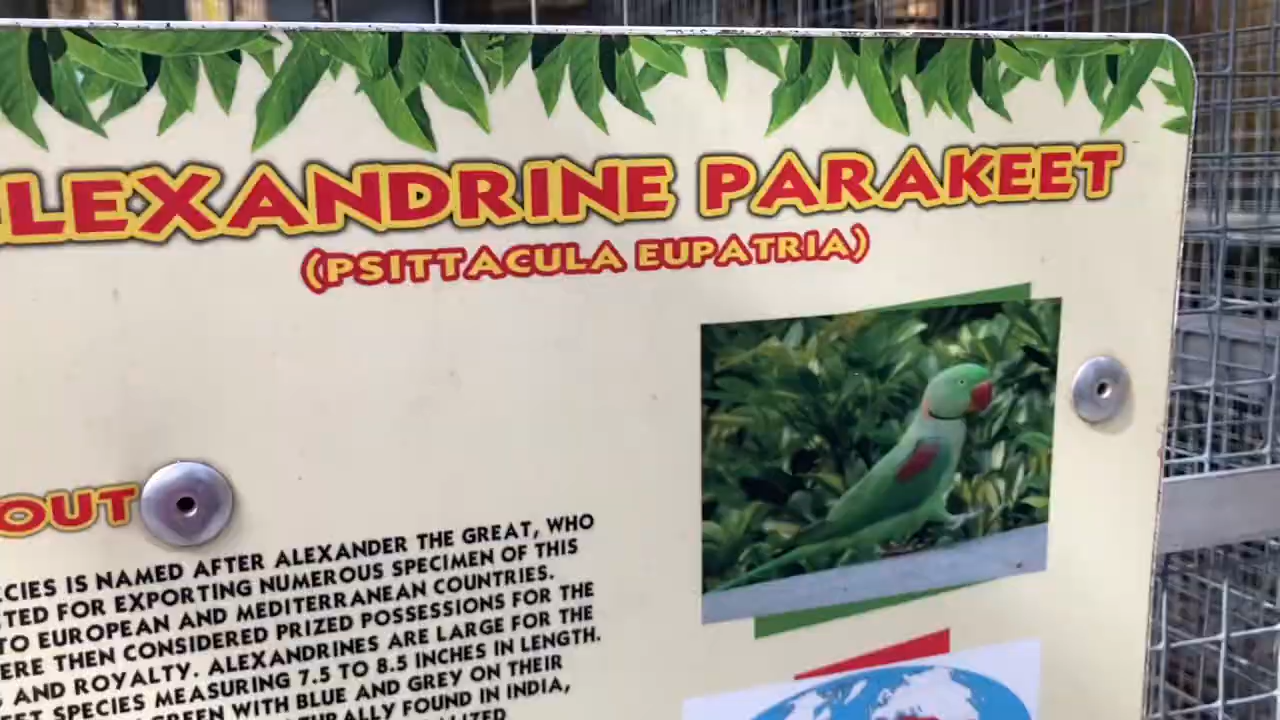 LEXANDRINE PARAKEET
(PSITTACULA EUPATRIA)
OUT
CIES IS NAMED AFTER ALEXANDER THE GREAT, WHO
TED FOR EXPORTING NUMEROUS SPECIMEN OF THIS
TO EUROPEAN AND MEDITERRANEAN COUNTRIES.
ERE THEN CONSIDERED PRIZED POSSESSIONS FOR THE
AND ROYALTY. ALEXANDRINES ARE LARGE FOR THE
SPECIES MEASURING 7.5 TO 8.5 INCHES IN LENGTH.
GREEN WITH BLUE AND GREY ON THEIR
FOUND IN INDIA,